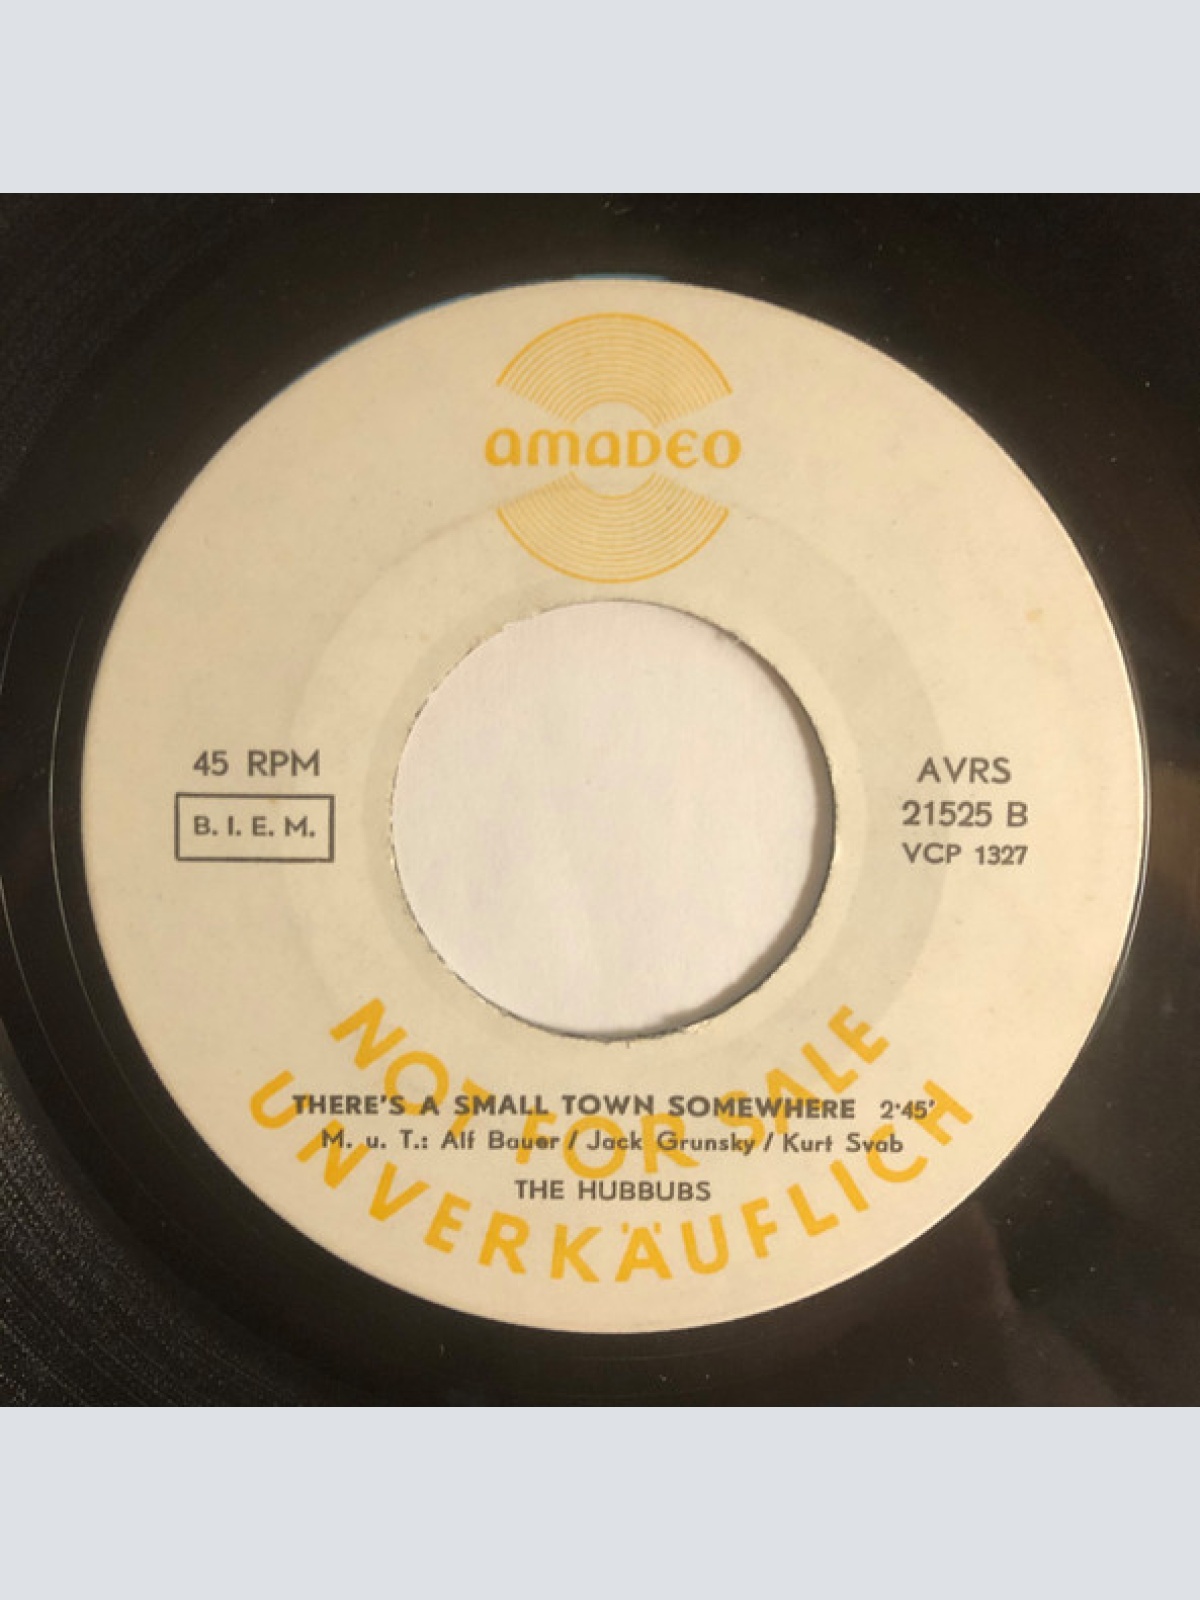 amadeo
45 RPM
B. I. E. M.
AVRS
21525 B
VCP 1327
NOT FOR SALE
UNVERKÄUFLICH
THERE'S A SMALL TOWN SOMEWHERE 2·45'
M. u. T.: Alf Bauer / Jack Grunsky / Kurt Svab
THE HUBBUBS